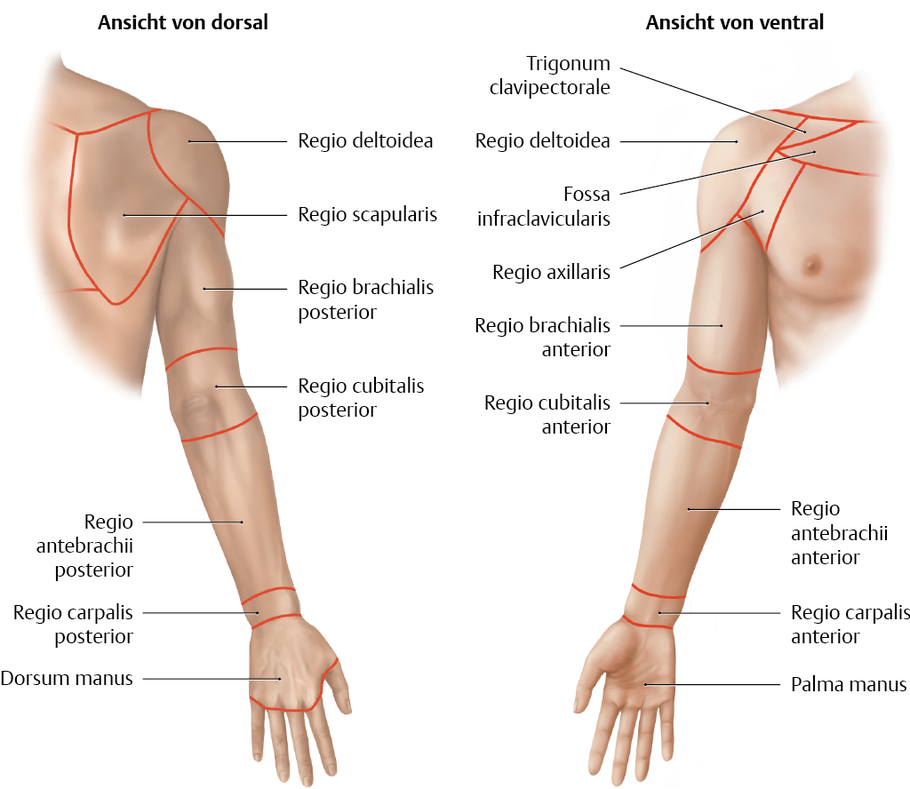 Ansicht von dorsal
Regio deltoidea
Regio scapularis
Regio brachialis
posterior
Regio cubitalis
posterior
Regio
antebrachii
posterior
Regio carpalis
posterior
Dorsum manus
Ansicht von ventral
Trigonum
clavipectorale
Regio deltoidea
Fossa
infraclavicularis
Regio axillaris
Regio brachialis
anterior
Regio cubitalis
anterior
Regio
antebrachii
anterior
Regio carpalis
anterior
Palma manus